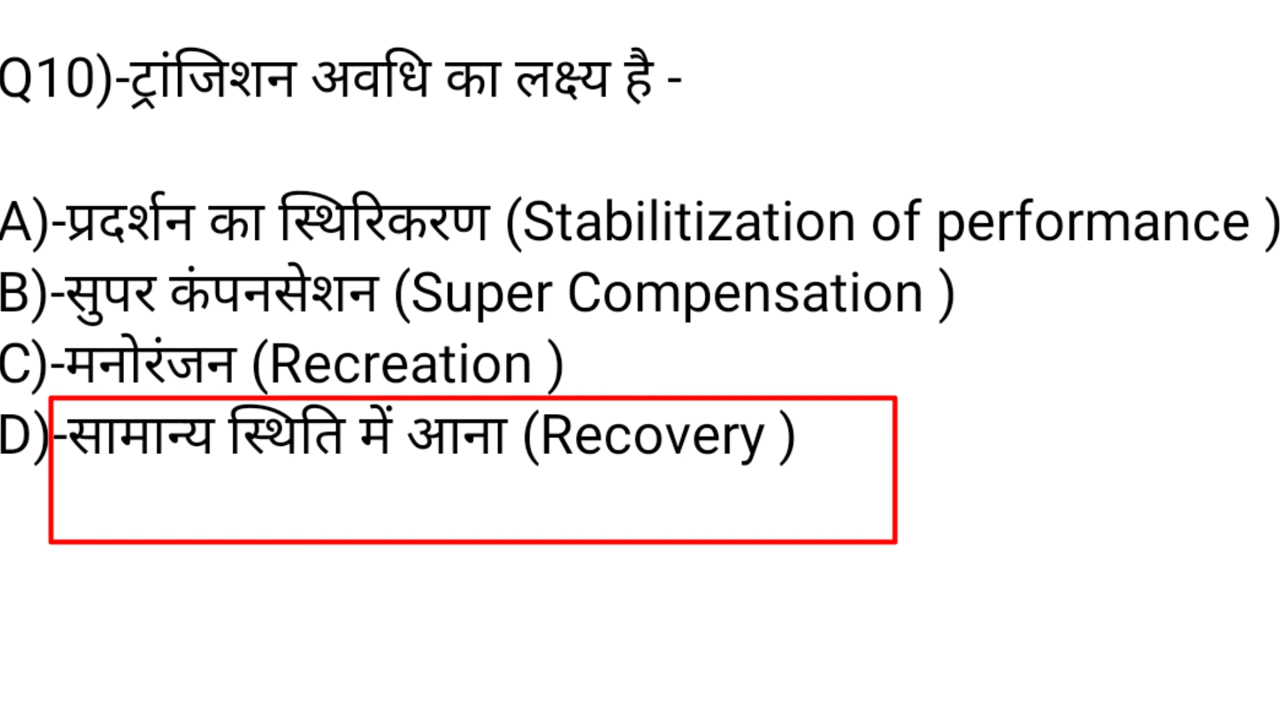 Q10)-ट्रांजिशन अवधि का लक्ष्य है -
A)-प्रदर्शन का स्थिरिकरण (Stabilitization of performance )
B)-सुपर कंपनसेशन (Super Compensation )
C)-मनोरंजन (Recreation )
D)-सामान्य स्थिति में आना (Recovery )